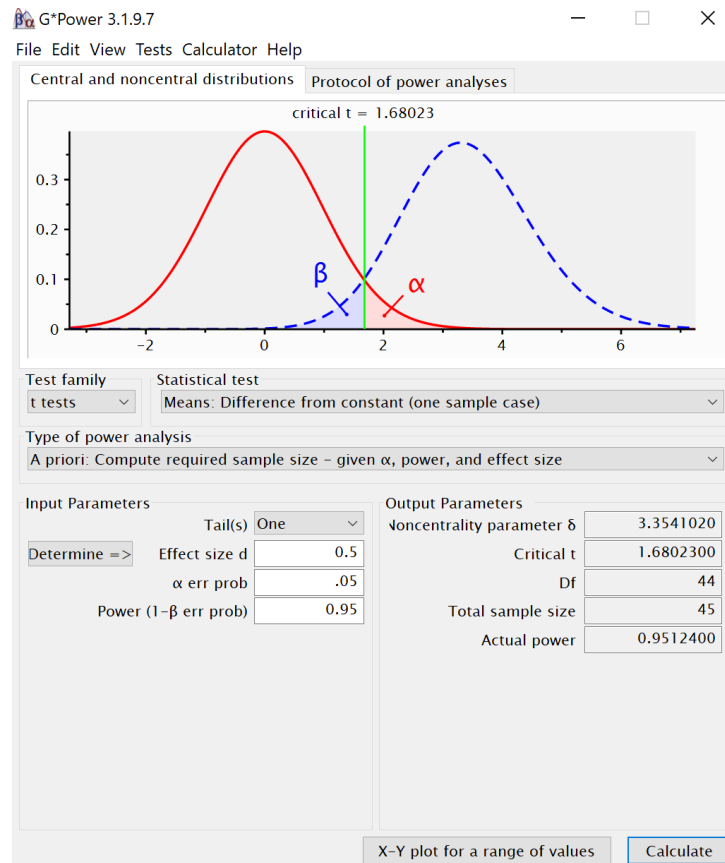 G*Power 3.1.9.7
File Edit View Tests Calculator Help
Central and noncentral distributions Protocol of power analyses
critical t = 1.68023
0.3
0.2
0.1
0
β
α
-2 0 2 4 6
Test family
t tests
Statistical test
Means: Difference from constant (one sample case)
Type of power analysis
A priori: Compute required sample size - given α, power, and effect size
Input Parameters
Tail(s) One
Determine => Effect size d 0.5
α err prob .05
Power (1-β err prob) 0.95
Output Parameters
Noncentrality parameter δ 3.3541020
Critical t 1.6802300
Df 44
Total sample size 45
Actual power 0.9512400
X-Y plot for a range of values Calculate